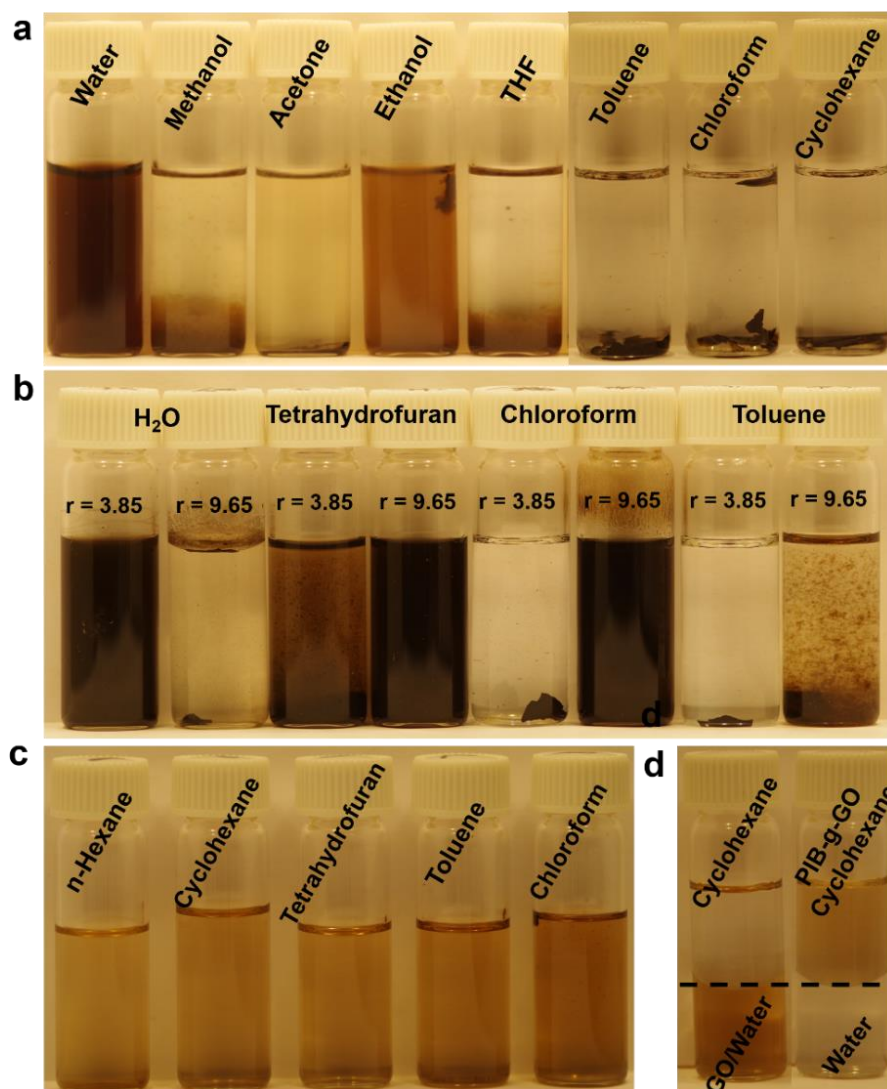 a
Water
Methanol
Acetone
Ethanol
THF
Toluene
Chloroform
Cyclohexane
b
H₂O
Tetrahydrofuran
Chloroform
Toluene
r = 3.85
r = 9.65
r = 3.85
r = 9.65
r = 3.85
r = 9.65
r = 3.85
r = 9.65
d
c
n-Hexane
Cyclohexane
Tetrahydrofuran
Toluene
Chloroform
d
Cyclohexane
PIB-g-GO
Cyclohexane
GO/Water
Water